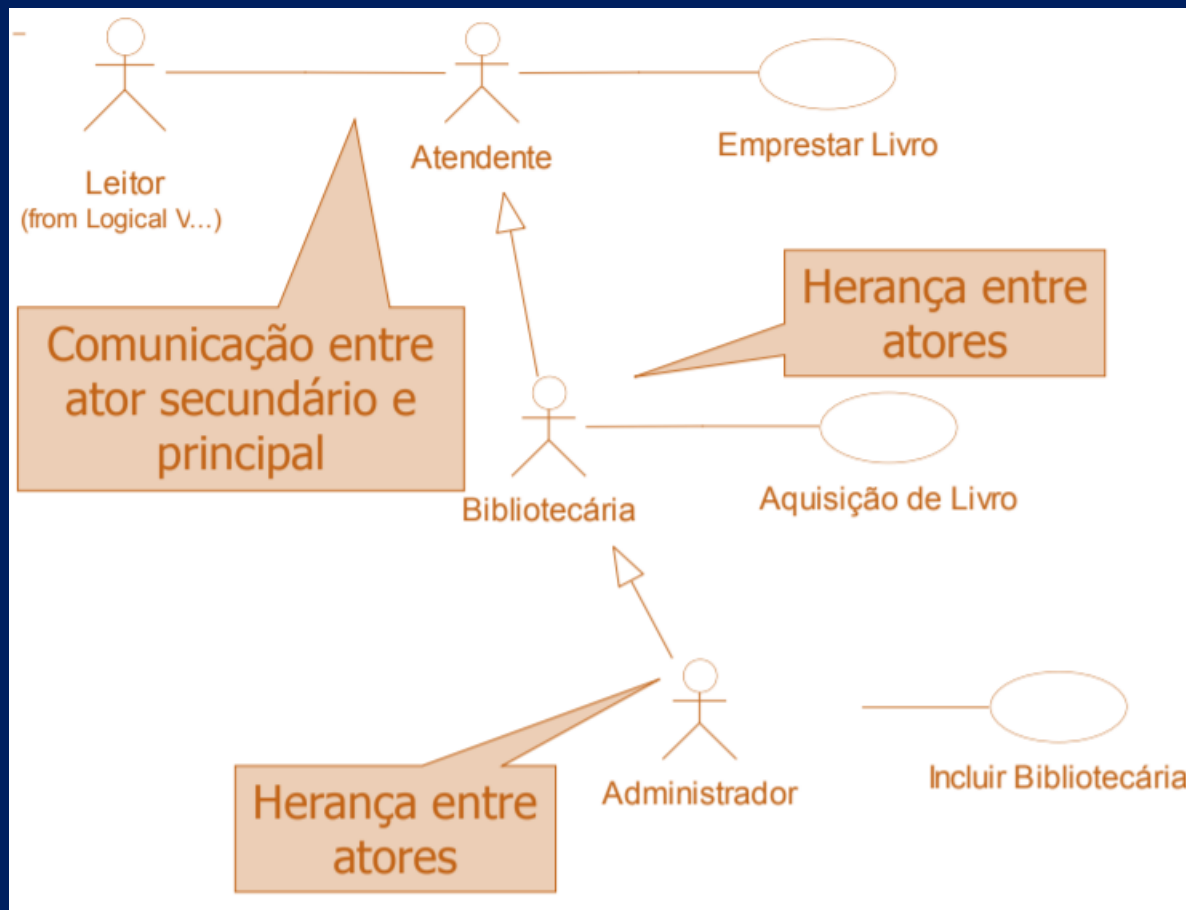 Leitor
(from Logical V...)
Atendente
Emprestar Livro
Comunicação entre
ator secundário e
principal
Herança entre
atores
Bibliotecária
Aquisição de Livro
Herança entre
atores
Administrador
Incluir Bibliotecária